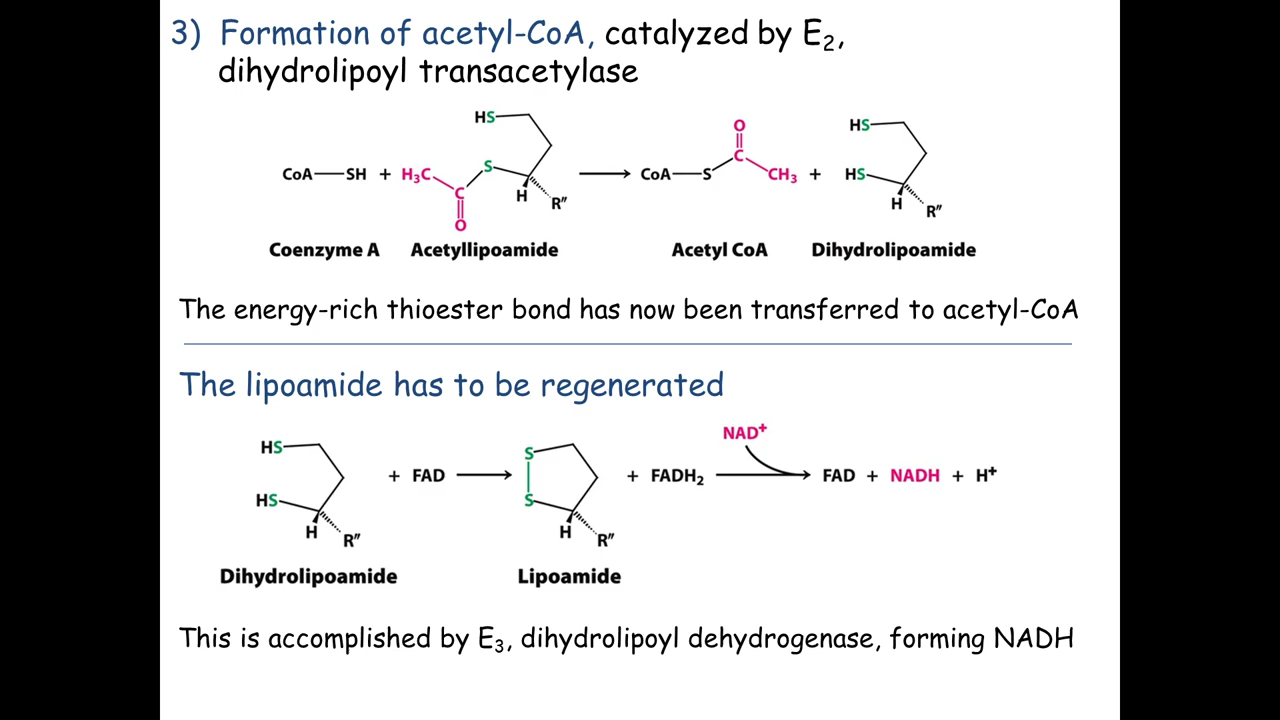 3) Formation of acetyl-CoA, catalyzed by E₂,
dihydrolipoyl transacetylase
HS
O
HS
S
C
CoA—SH + H₃C
CoA—S
CH₃ +
HS
C
H
R″
H
R″
O
Coenzyme A
Acetyllipoamide
Acetyl CoA
Dihydrolipoamide
The energy-rich thioester bond has now been transferred to acetyl-CoA
The lipoamide has to be regenerated
NAD⁺
HS
S
+ FAD
+ FADH₂
FAD + NADH + H⁺
HS
S
H
R″
H
R″
Dihydrolipoamide
Lipoamide
This is accomplished by E₃, dihydrolipoyl dehydrogenase, forming NADH